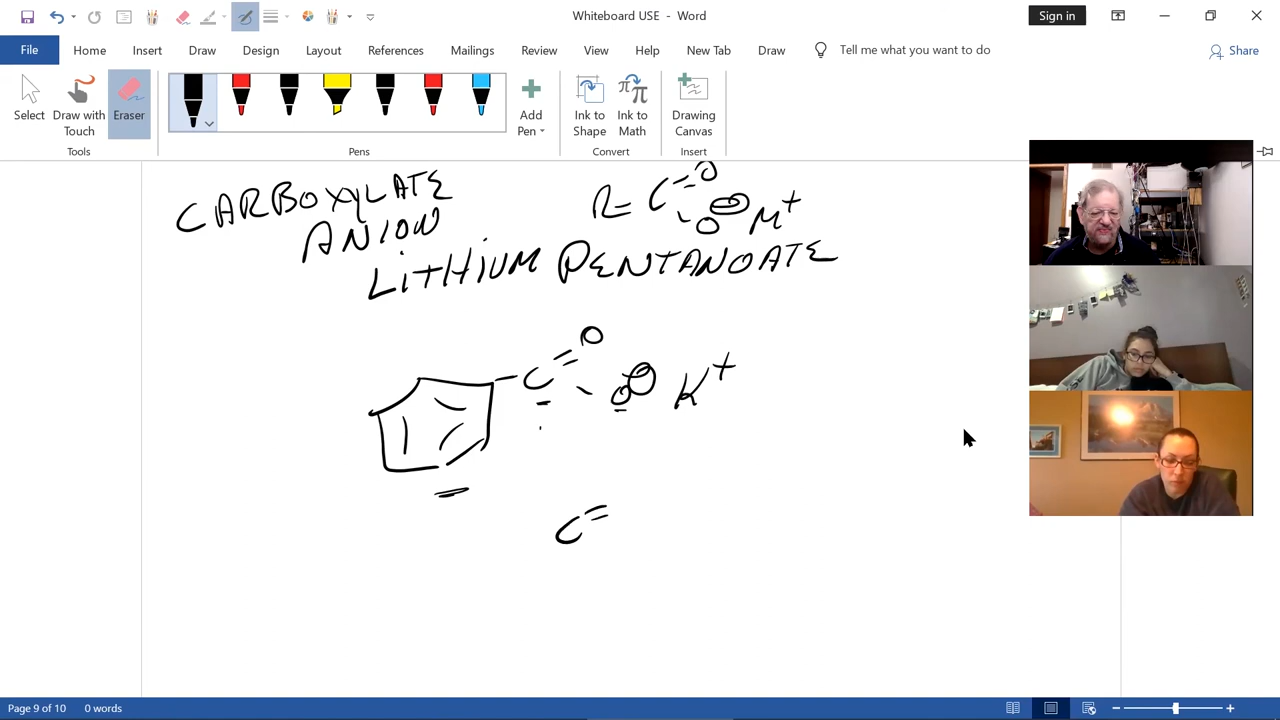 Whiteboard USE - Word
Sign in
File Home Insert Draw Design Layout References Mailings Review View Help New Tab Draw Tell me what you want to do Share
Select Draw with Touch Eraser Add Pen Ink to Shape Ink to Math Drawing Canvas
Tools Pens Convert Insert
CARBOXYLATE
ANION
R C O
O M+
LiTHiUM PENTANOATE
C O
O K+
C=
Page 9 of 10 0 words